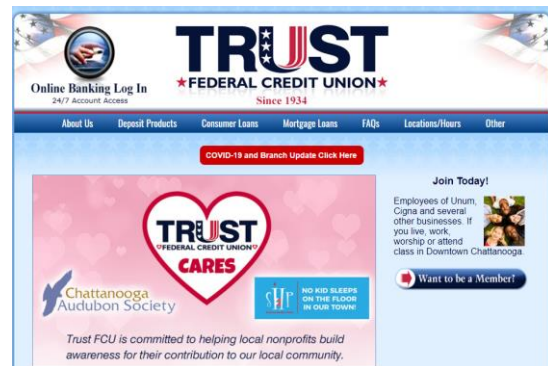 TRUST
★FEDERAL CREDIT UNION★
Since 1934
Online Banking Log In
24/7 Account Access
About Us Deposit Products Consumer Loans Mortgage Loans FAQs Locations/Hours Other
COVID-19 and Branch Update Click Here
TRUST
FEDERAL CREDIT UNION
CARES
Chattanooga
Audubon Society
SHP
NO KID SLEEPS
ON THE FLOOR
IN OUR TOWN!
Trust FCU is committed to helping local nonprofits build
awareness for their contribution to our local community.
Join Today!
Employees of Unum,
Cigna and several
other businesses. If
you live, work,
worship or attend
class in Downtown Chattanooga.
Want to be a Member?